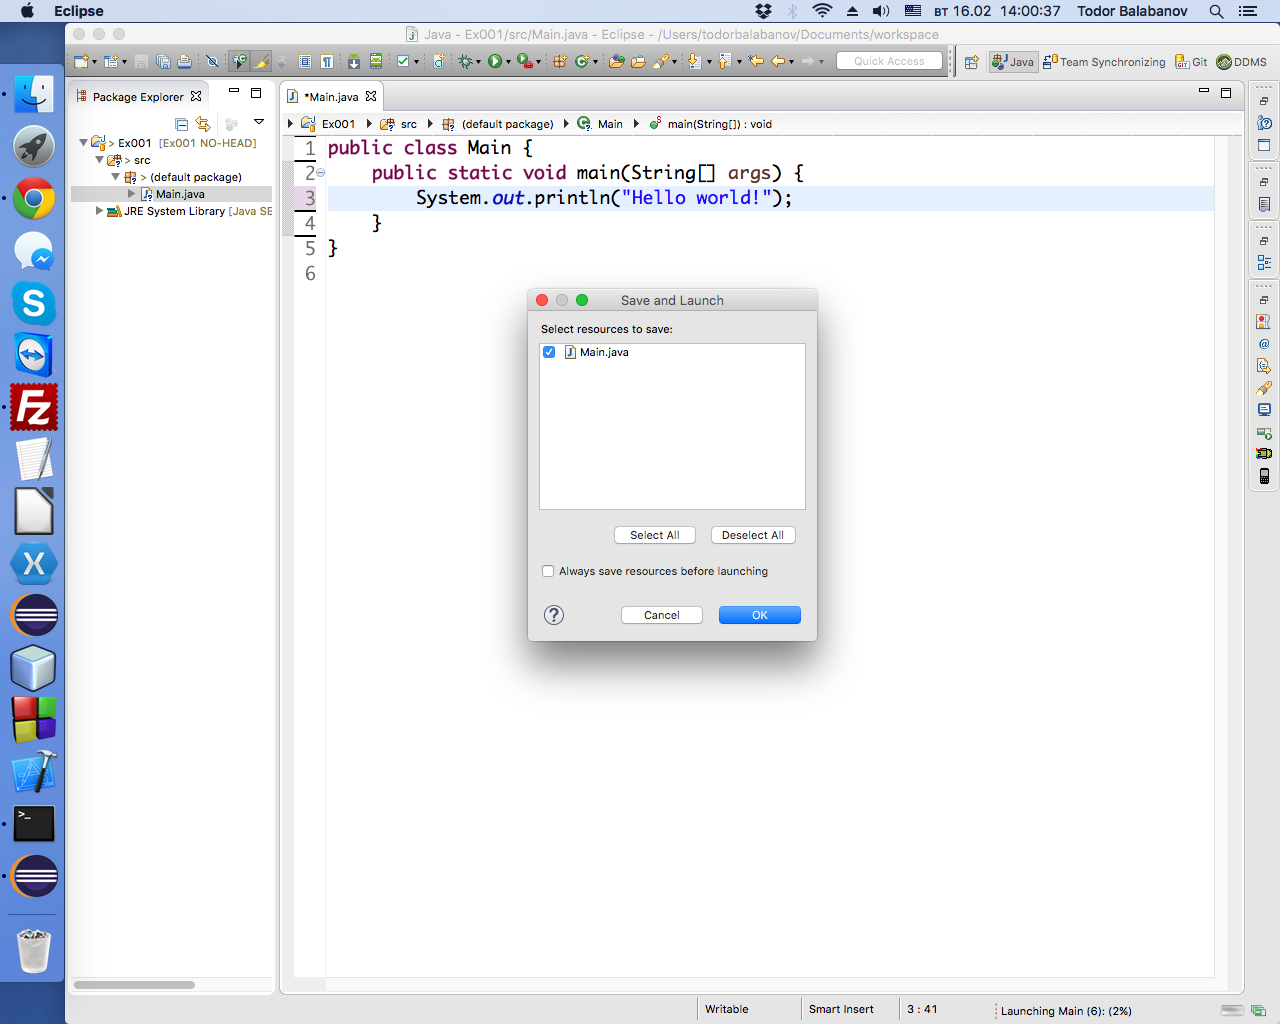 Eclipse
вт 16.02 14:00:37 Todor Balabanov
Java - Ex001/src/Main.java - Eclipse - /Users/todorbalabanov/Documents/workspace
Quick Access
Java
Team Synchronizing
Git
DDMS
Package Explorer
*Main.java
Ex001
src
(default package)
Main
main(String[]) : void
> Ex001 [Ex001 NO-HEAD]
> src
> (default package)
Main.java
JRE System Library [Java SE
1 public class Main {
2 public static void main(String[] args) {
3 System.out.println("Hello world!");
4 }
5 }
6
Save and Launch
Select resources to save:
Main.java
Select All
Deselect All
Always save resources before launching
?
Cancel
OK
Writable
Smart Insert
3 : 41
Launching Main (6): (2%)